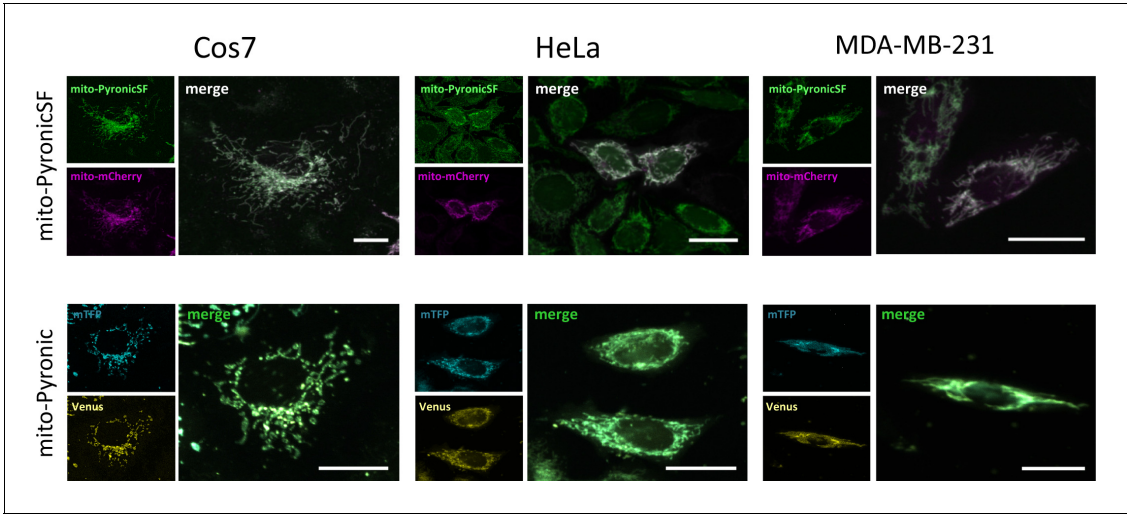 Cos7
HeLa
MDA-MB-231
mito-PyronicSF
mito-PyronicSF
merge
mito-PyronicSF
merge
mito-PyronicSF
merge
mito-mCherry
mito-mCherry
mito-mCherry
mito-Pyronic
mTFP
merge
mTFP
merge
mTFP
merge
Venus
Venus
Venus